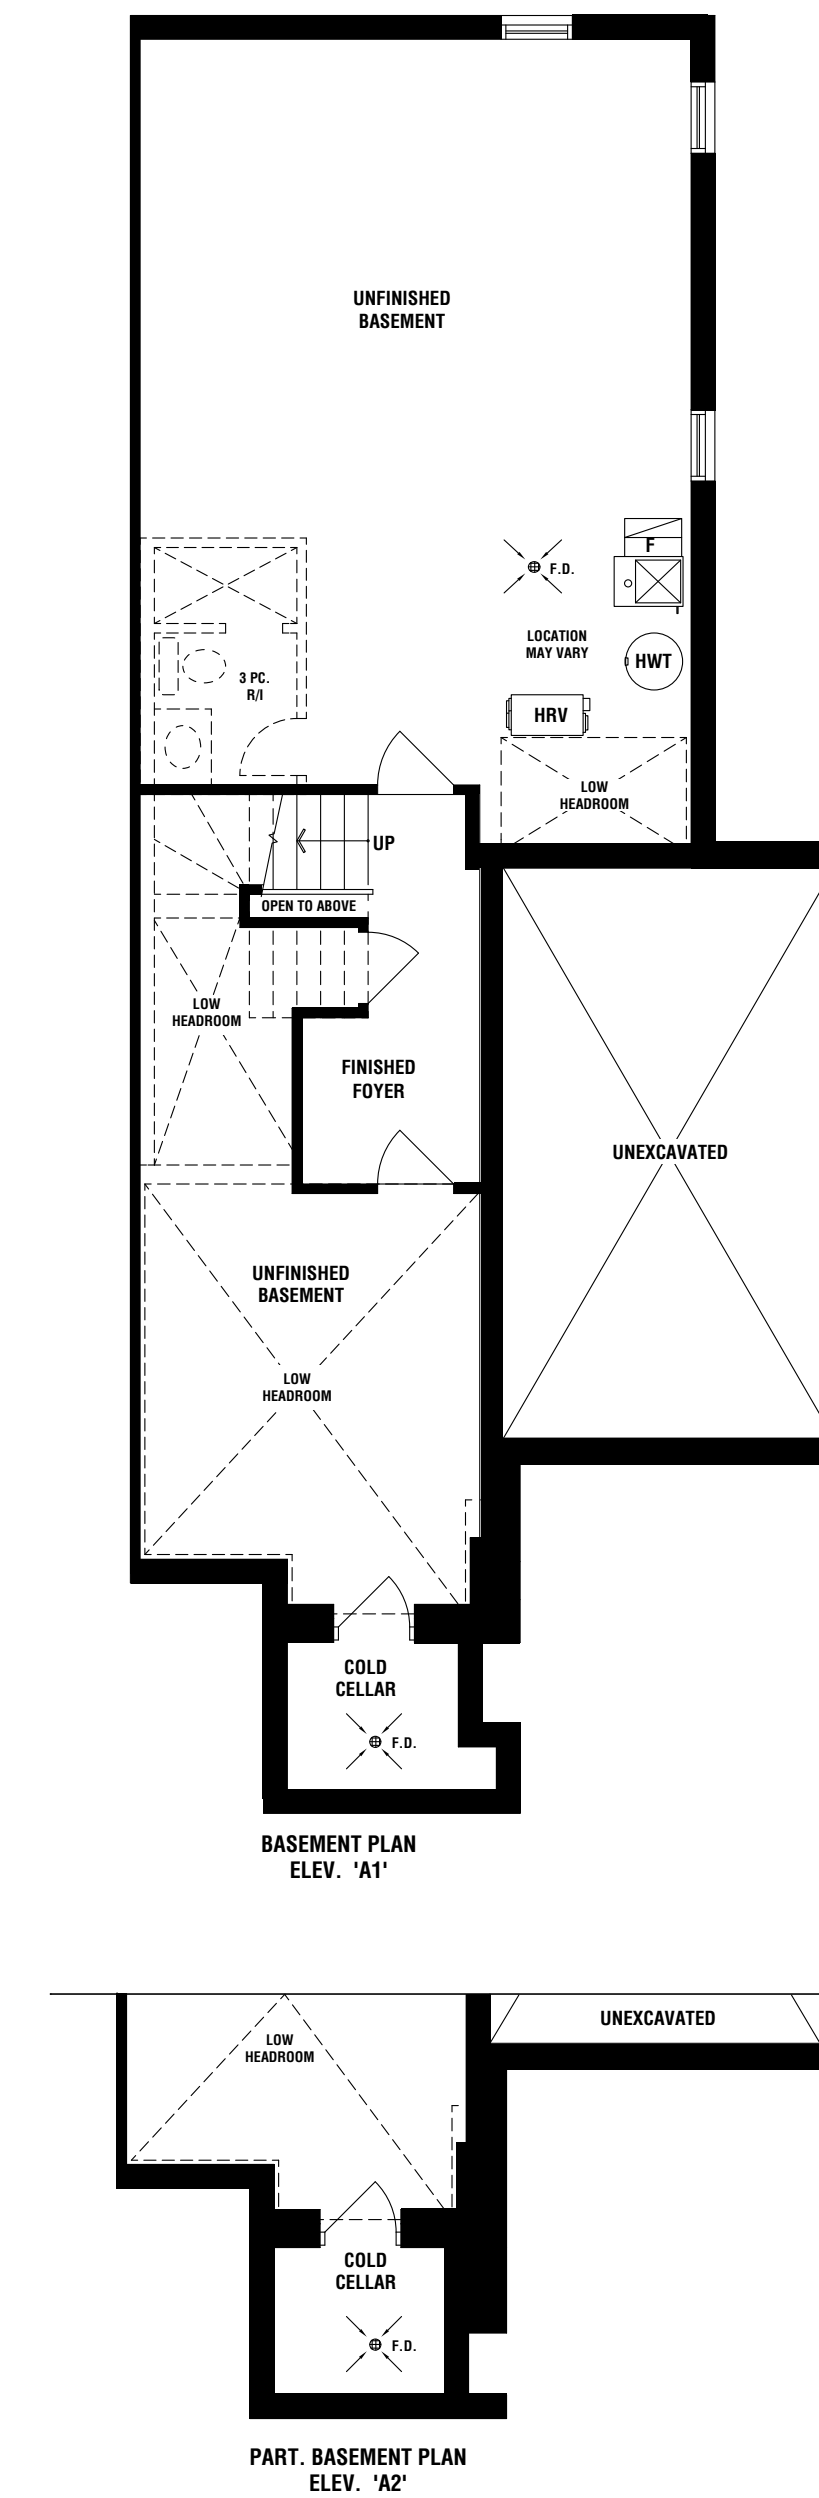 UNFINISHED
BASEMENT
F
F.D.
LOCATION
MAY VARY
HWT
3 PC.
R/I
HRV
LOW
HEADROOM
UP
OPEN TO ABOVE
LOW
HEADROOM
FINISHED
FOYER
UNEXCAVATED
UNFINISHED
BASEMENT
LOW
HEADROOM
COLD
CELLAR
F.D.
BASEMENT PLAN
ELEV. 'A1'
UNEXCAVATED
LOW
HEADROOM
COLD
CELLAR
F.D.
PART. BASEMENT PLAN
ELEV. 'A2'